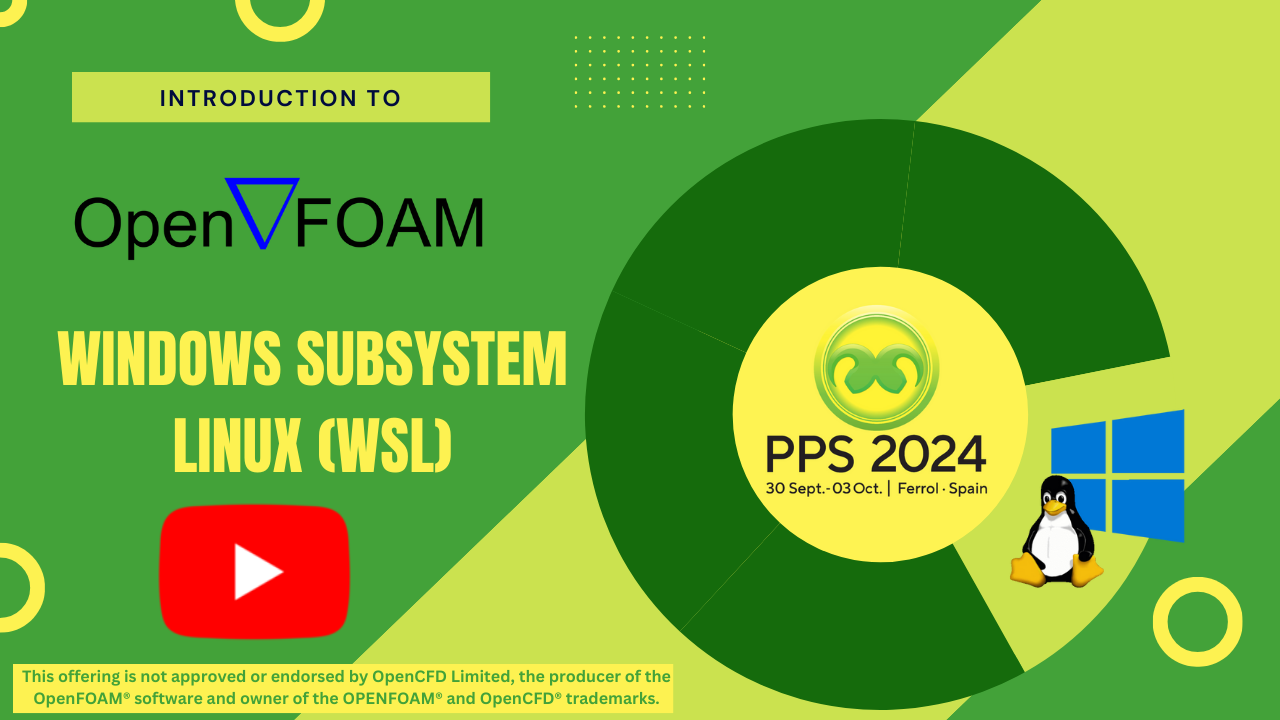 INTRODUCTION TO
Open∇FOAM
WINDOWS SUBSYSTEM
LINUX (WSL)
PPS 2024
30 Sept.-03 Oct. | Ferrol · Spain
This offering is not approved or endorsed by OpenCFD Limited, the producer of the
OpenFOAM® software and owner of the OPENFOAM® and OpenCFD® trademarks.